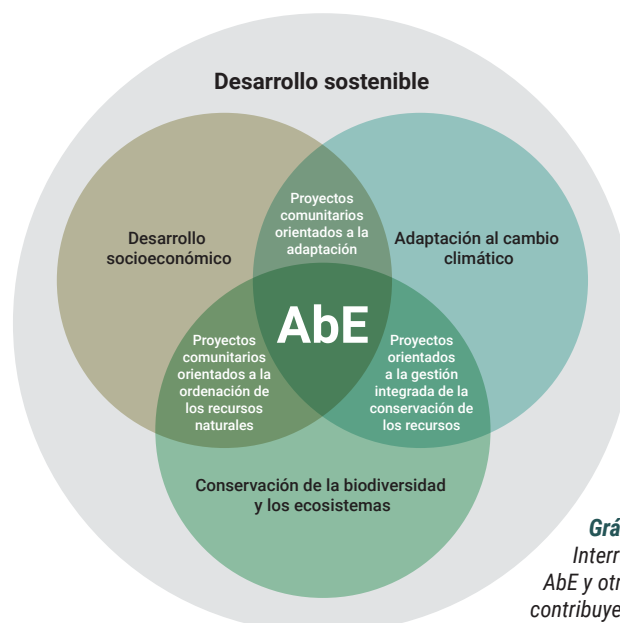 Desarrollo sostenible
Proyectos
comunitarios
orientados a la
adaptación
Desarrollo
socioeconómico
Adaptación al cambio
climático
AbE
Proyectos
comunitarios
orientados a la
ordenación de
los recursos
naturales
Proyectos
orientados
a la gestión
integrada de la
conservación de
los recursos
Conservación de la biodiversidad
y los ecosistemas
AbE y